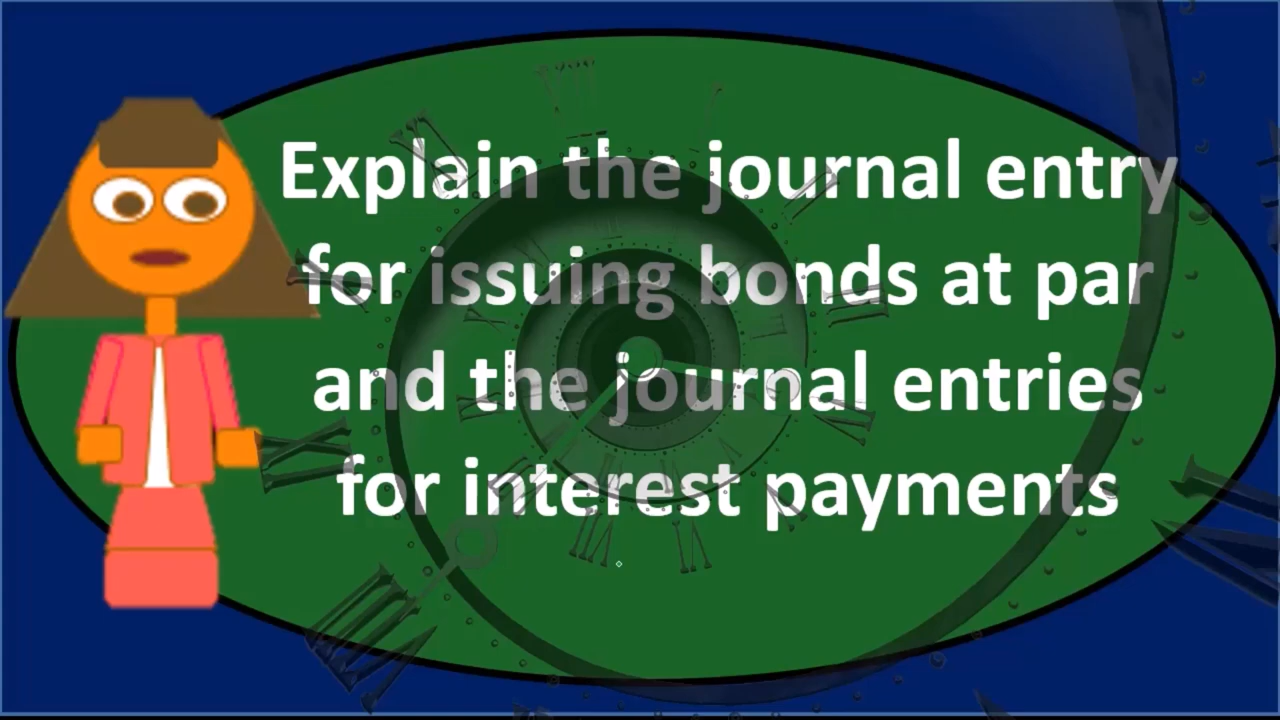 Explain the journal entry
for issuing bonds at par
and the journal entries
for interest payments